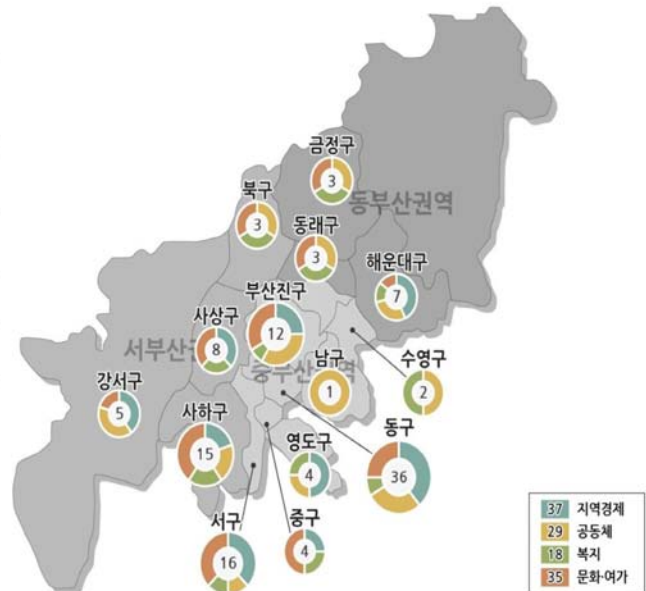 금정구
3
북구
3
동부산권역
동래구
3
해운대구
7
부산진구
12
사상구
8
서부산권
중부산권역
남구
1
수영구
2
강서구
5
사하구
15
영도구
4
동구
36
서구
16
중구
4
37 지역경제
29 공동체
18 복지
35 문화·여가